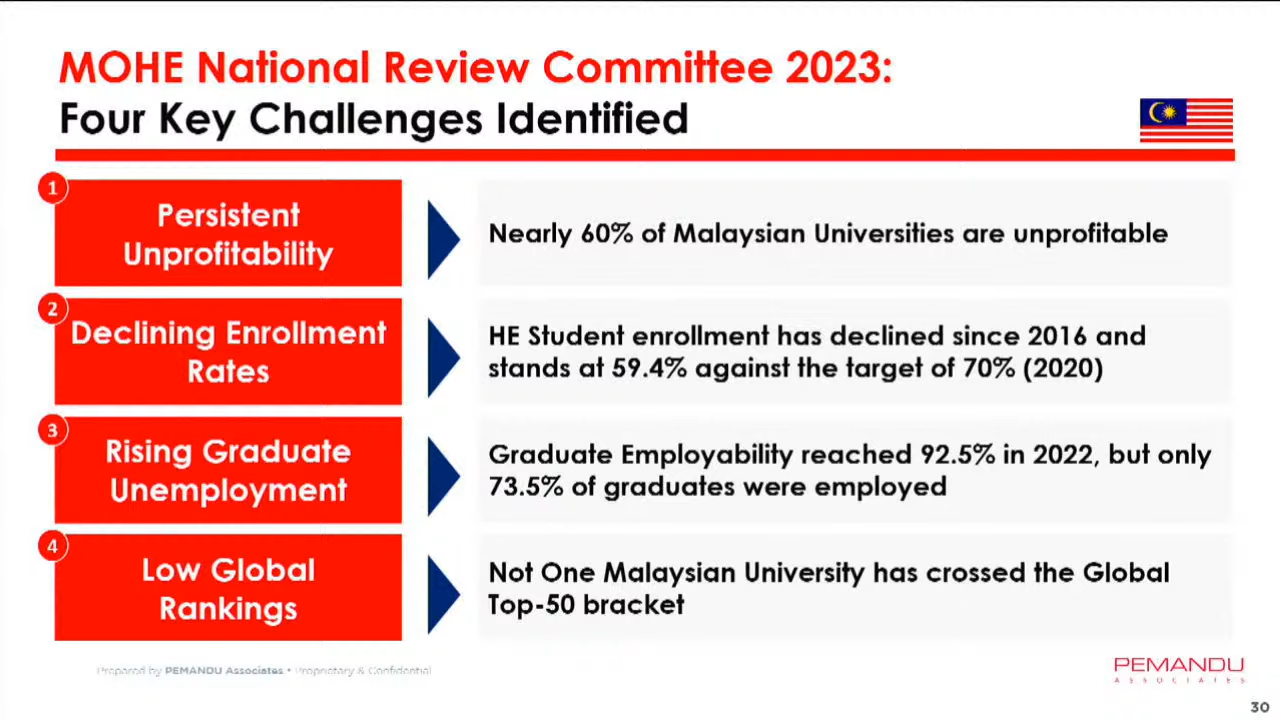 MOHE National Review Committee 2023:
Four Key Challenges Identified
1
Persistent
Unprofitability
Nearly 60% of Malaysian Universities are unprofitable
2
Declining Enrollment
Rates
HE Student enrollment has declined since 2016 and
stands at 59.4% against the target of 70% (2020)
3
Rising Graduate
Unemployment
Graduate Employability reached 92.5% in 2022, but only
73.5% of graduates were employed
4
Low Global
Rankings
Not One Malaysian University has crossed the Global
Top-50 bracket
Prepared by PEMANDU Associates • Proprietary & Confidential
PEMANDU
ASSOCIATES
30